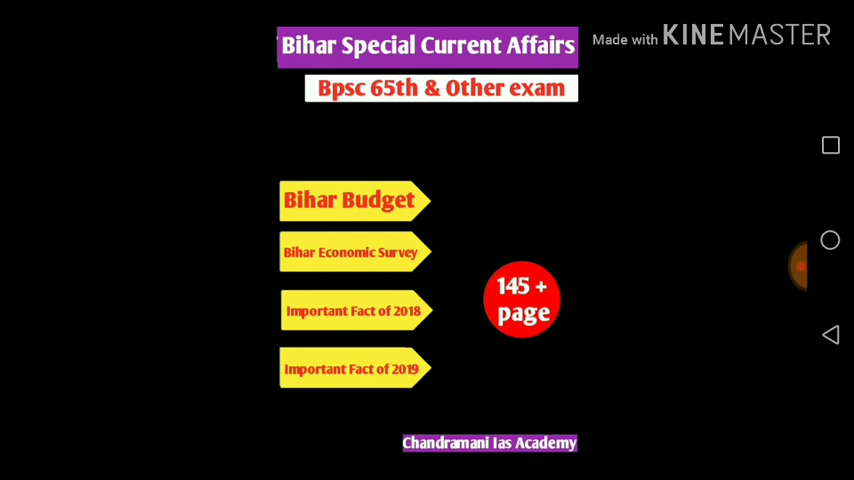 Bihar Special Current Affairs
Made with KINEMASTER
Bpsc 65th & Other exam
Bihar Budget
Bihar Economic Survey
Important Fact of 2018
Important Fact of 2019
145 +
page
Chandramani Ias Academy